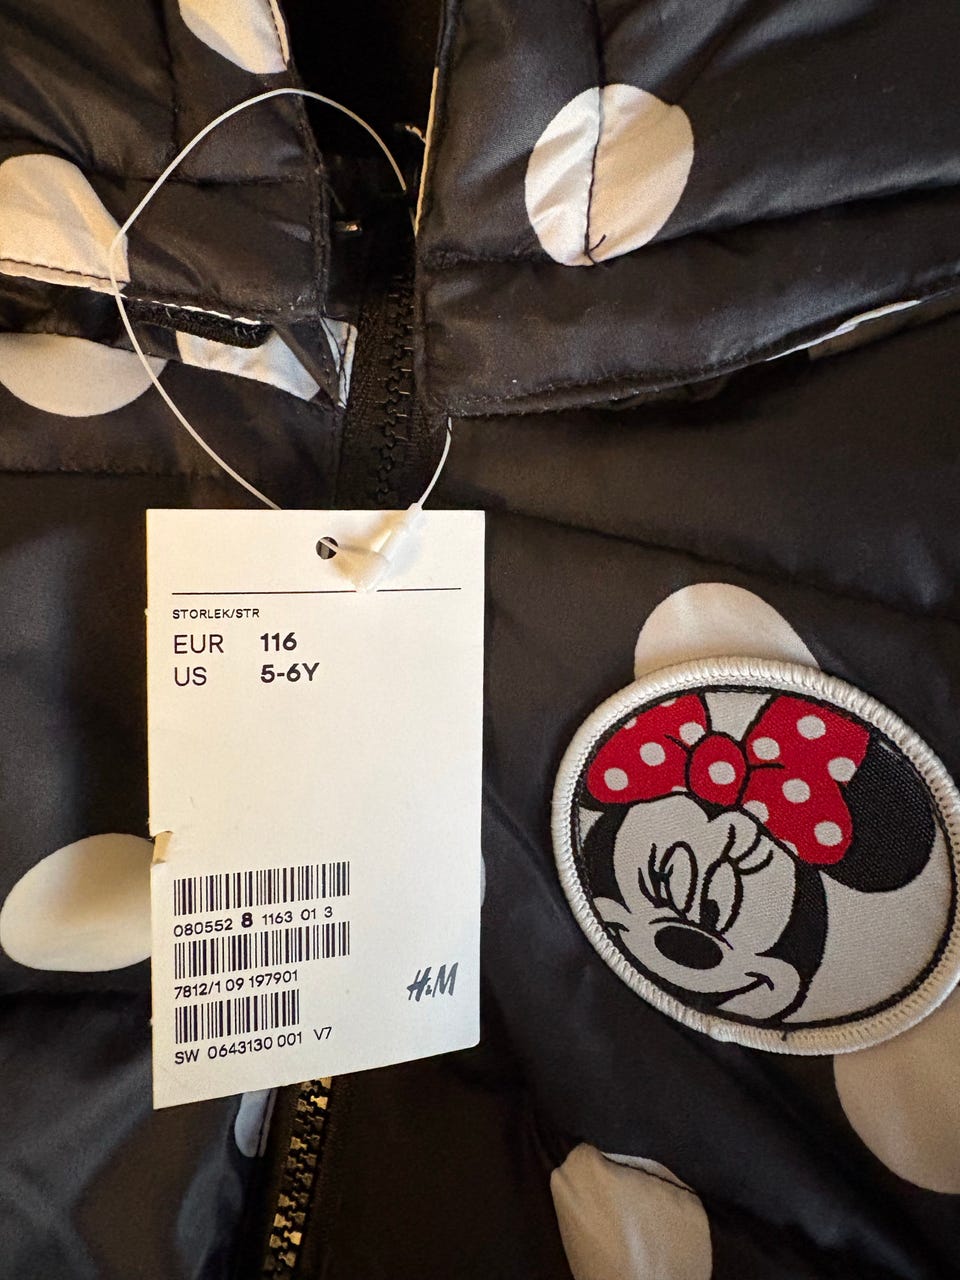 STORLEK/STR
EUR 116
US 5-6Y
080552 8 1163 01 3
7812/1 09 197901
H&M
SW 0643130 001 V7